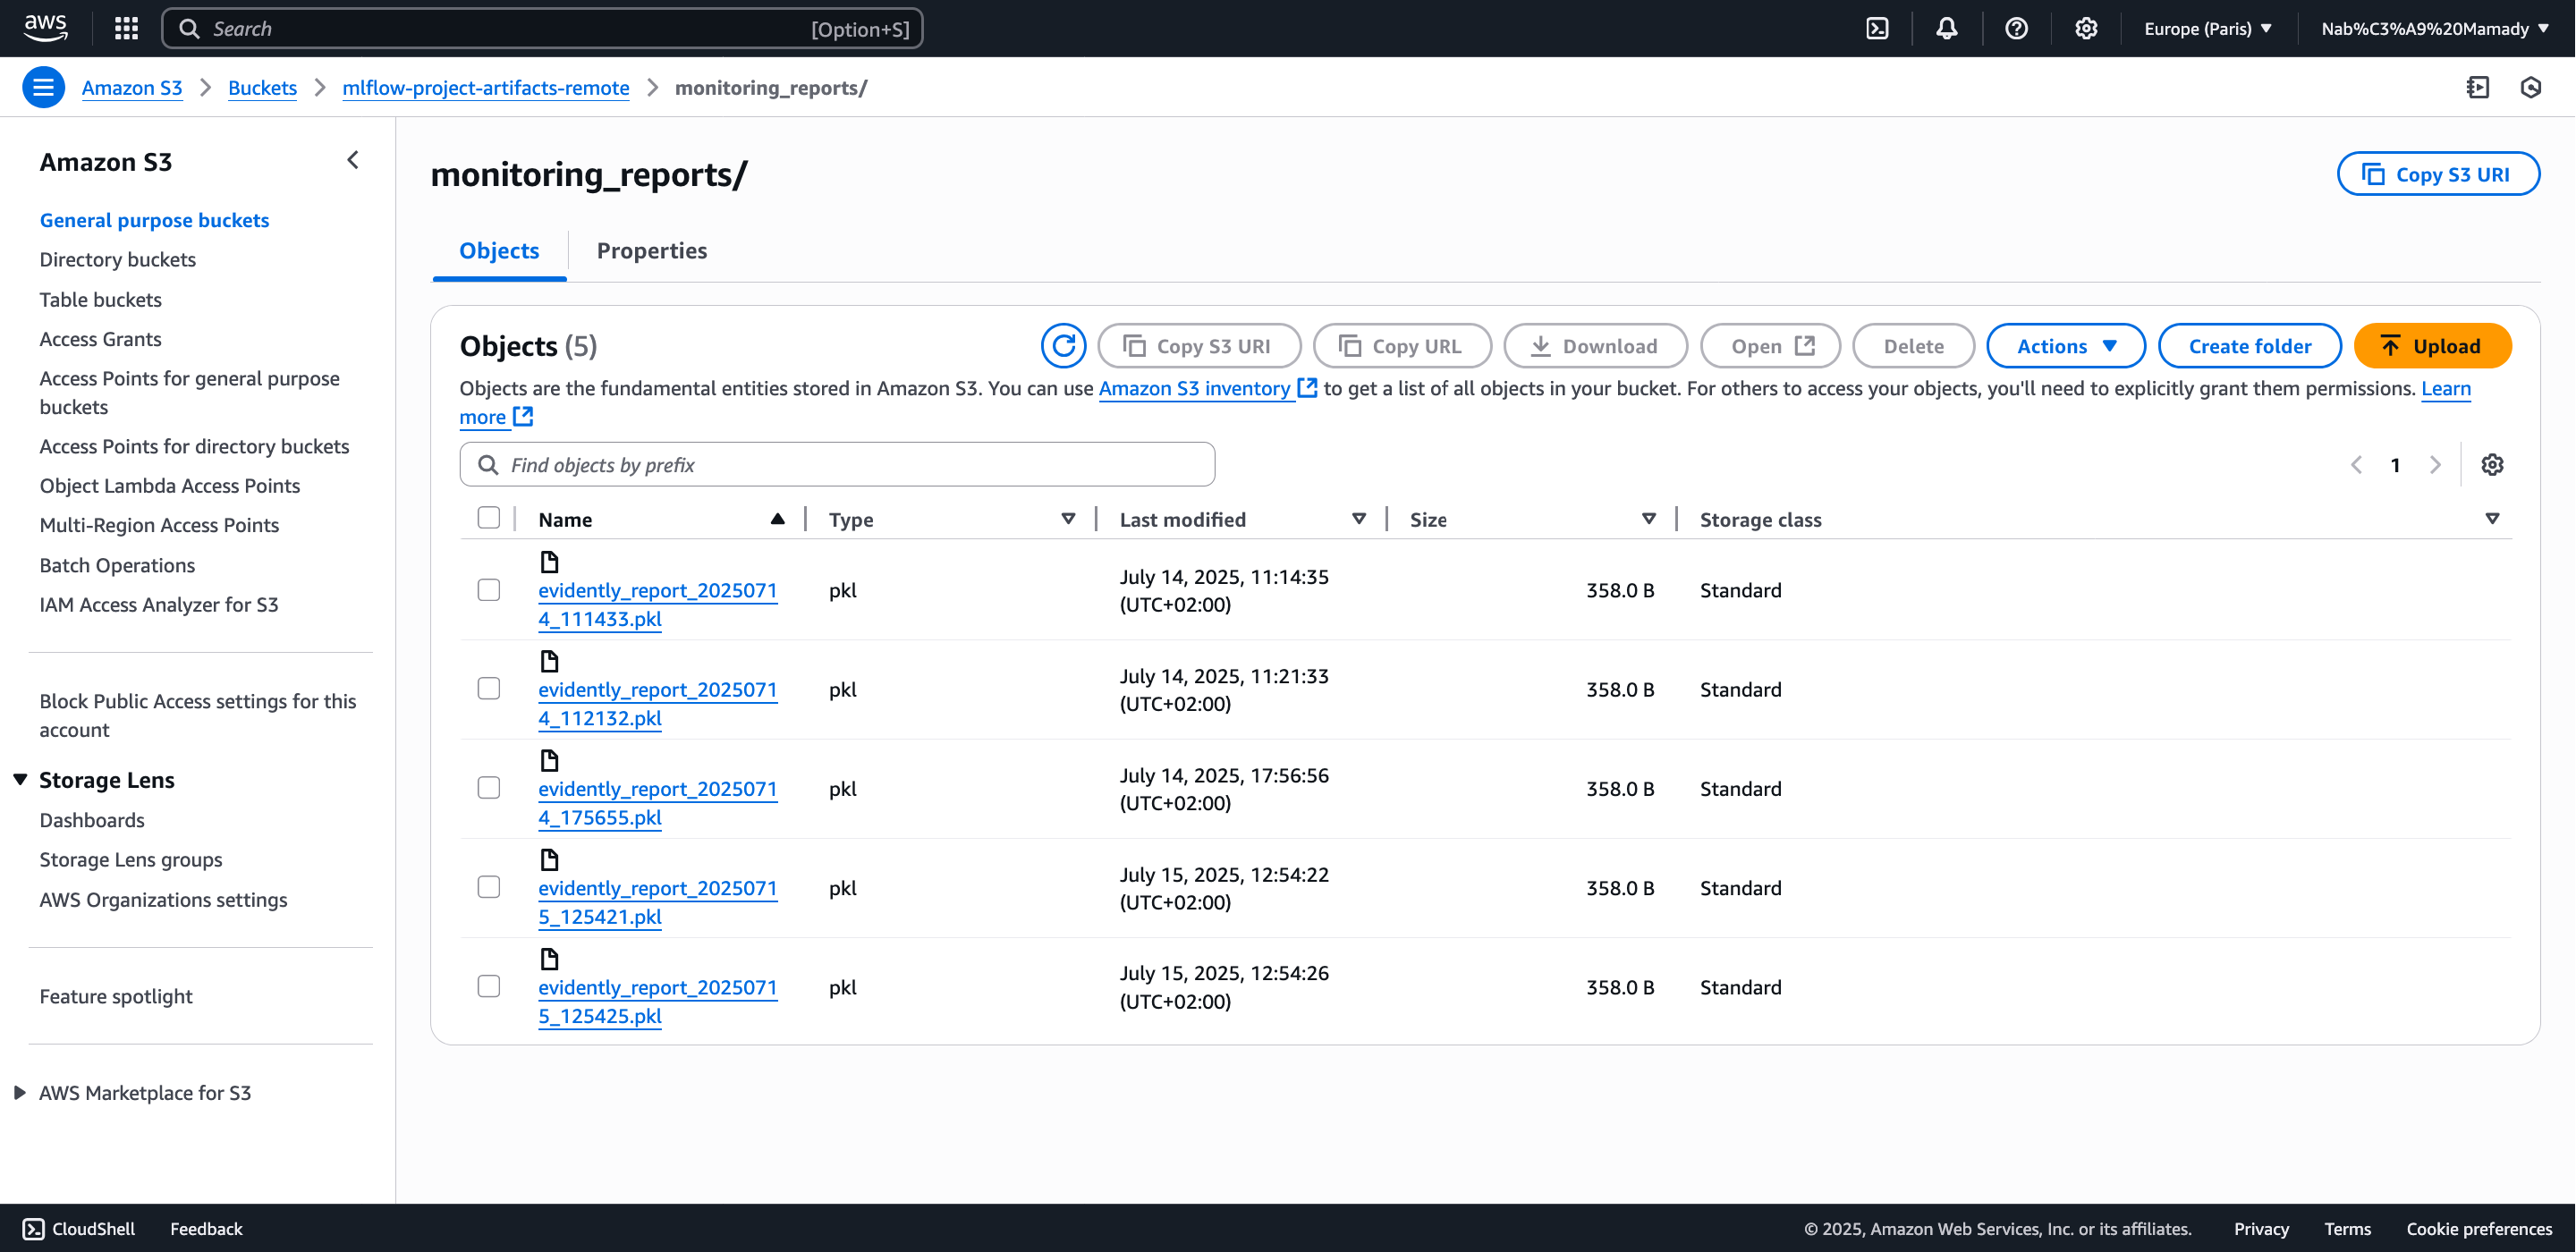 aws
Search
[Option+S]
Europe (Paris)
Nab%C3%A9%20Mamady
Amazon S3
Buckets
mlflow-project-artifacts-remote
monitoring_reports/
Amazon S3
General purpose buckets
Directory buckets
Table buckets
Access Grants
Access Points for general purpose
buckets
Access Points for directory buckets
Object Lambda Access Points
Multi-Region Access Points
Batch Operations
IAM Access Analyzer for S3
Block Public Access settings for this
account
Storage Lens
Dashboards
Storage Lens groups
AWS Organizations settings
Feature spotlight
AWS Marketplace for S3
monitoring_reports/
Copy S3 URI
Objects
Properties
Objects (5)
Copy S3 URI
Copy URL
Download
Open
Delete
Actions
Create folder
Upload
Objects are the fundamental entities stored in Amazon S3. You can use Amazon S3 inventory to get a list of all objects in your bucket. For others to access your objects, you'll need to explicitly grant them permissions. Learn
more
Find objects by prefix
1
Name
Type
Last modified
Size
Storage class
evidently_report_2025071
4_111433.pkl
pkl
July 14, 2025, 11:14:35
(UTC+02:00)
358.0 B
Standard
evidently_report_2025071
4_112132.pkl
pkl
July 14, 2025, 11:21:33
(UTC+02:00)
358.0 B
Standard
evidently_report_2025071
4_175655.pkl
pkl
July 14, 2025, 17:56:56
(UTC+02:00)
358.0 B
Standard
evidently_report_2025071
5_125421.pkl
pkl
July 15, 2025, 12:54:22
(UTC+02:00)
358.0 B
Standard
evidently_report_2025071
5_125425.pkl
pkl
July 15, 2025, 12:54:26
(UTC+02:00)
358.0 B
Standard
CloudShell
Feedback
© 2025, Amazon Web Services, Inc. or its affiliates.
Privacy
Terms
Cookie preferences